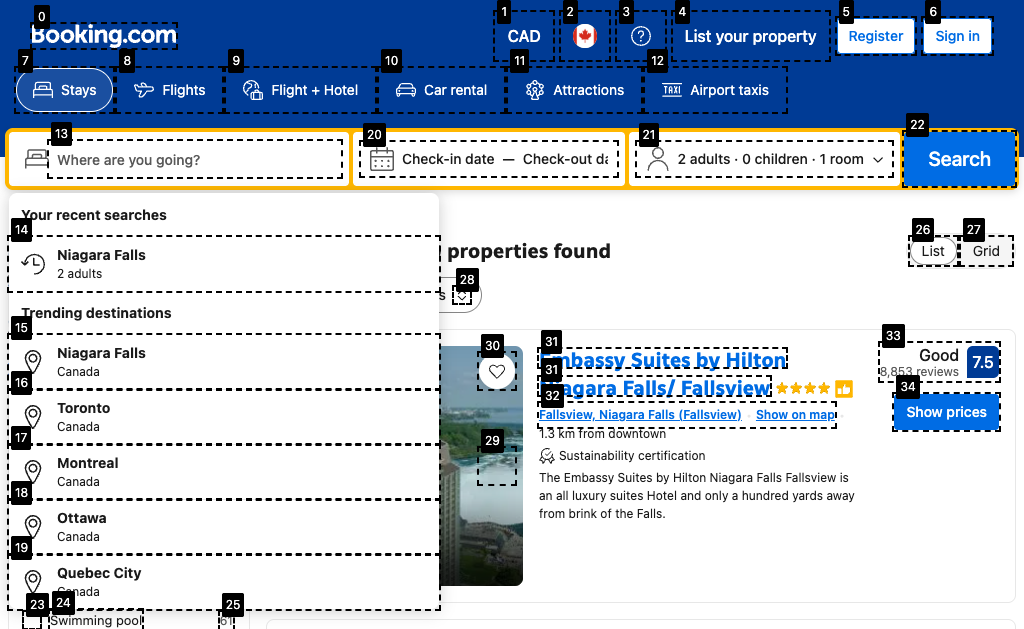 0
Booking.com
1
CAD
2
3
4
List your property
5
Register
6
Sign in
7
Stays
8
Flights
9
Flight + Hotel
10
Car rental
11
Attractions
12
Airport taxis
TAXI
13
Where are you going?
20
Check-in date — Check-out da
21
2 adults · 0 children · 1 room
22
Search
Your recent searches
14
Niagara Falls
2 adults
Trending destinations
15
Niagara Falls
Canada
16
Toronto
Canada
17
Montreal
Canada
18
Ottawa
Canada
19
Quebec City
Canada
23
24
Swimming pool
25
61
properties found
26
List
27
Grid
28
s
30
29
31
Embassy Suites by Hilton
31
Niagara Falls/ Fallsview
32
Fallsview, Niagara Falls (Fallsview) · Show on map ·
1.3 km from downtown
Sustainability certification
The Embassy Suites by Hilton Niagara Falls Fallsview is
an all luxury suites Hotel and only a hundred yards away
from brink of the Falls.
33
Good
8,853 reviews
7.5
34
Show prices